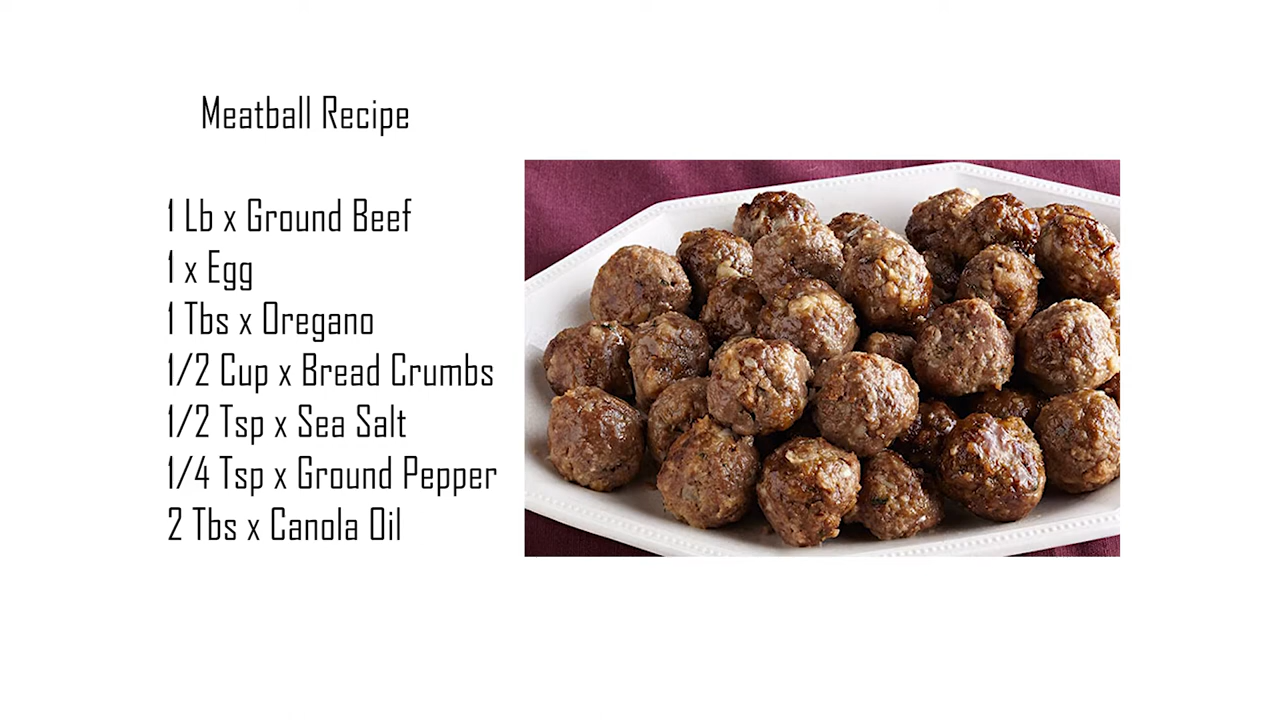 Meatball Recipe
1 Lb x Ground Beef
1 x Egg
1 Tbs x Oregano
1/2 Cup x Bread Crumbs
1/2 Tsp x Sea Salt
1/4 Tsp x Ground Pepper
2 Tbs x Canola Oil